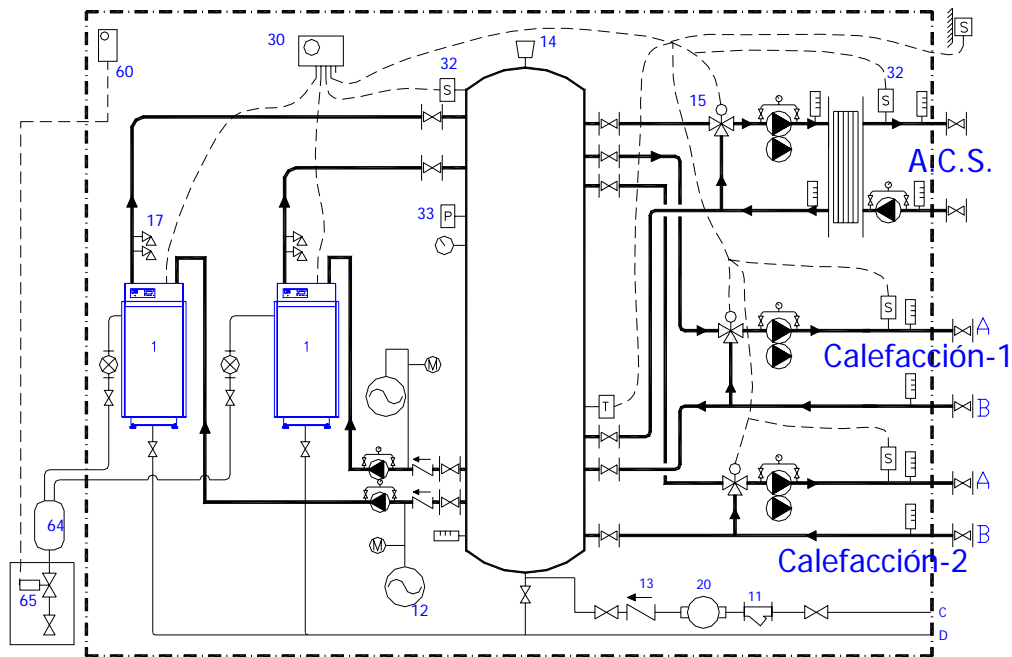 30
S
14
60
32
S
32
S
15
A.C.S.
33
P
17
S
A
1
1
Calefacción-1
M
T
B
S
A
64
M
B
Calefacción-2
65
12
13
20
11
C
D